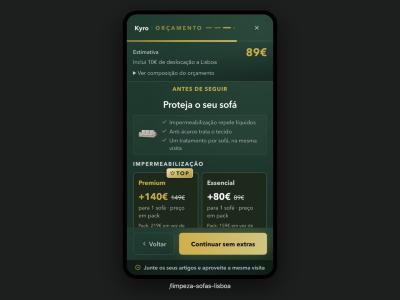 Kyro · ORÇAMENTO
Estimativa
89€
Inclui 10€ de deslocação a Lisboa
▶ Ver composição do orçamento
ANTES DE SEGUIR
Proteja o seu sofá
✓ Impermeabilização repele líquidos
✓ Anti-ácaros trata o tecido
✓ Um tratamento por sofá, na mesma
visita
IMPERMEABILIZAÇÃO
☆ TOP
Premium
+140€ 149€
para 1 sofá · preço
em pack
Essencial
+80€ 89€
para 1 sofá · preço
em pack
‹ Voltar
Continuar sem extras
Junte os seus artigos e aproveite a mesma visita
/limpeza-sofas-lisboa